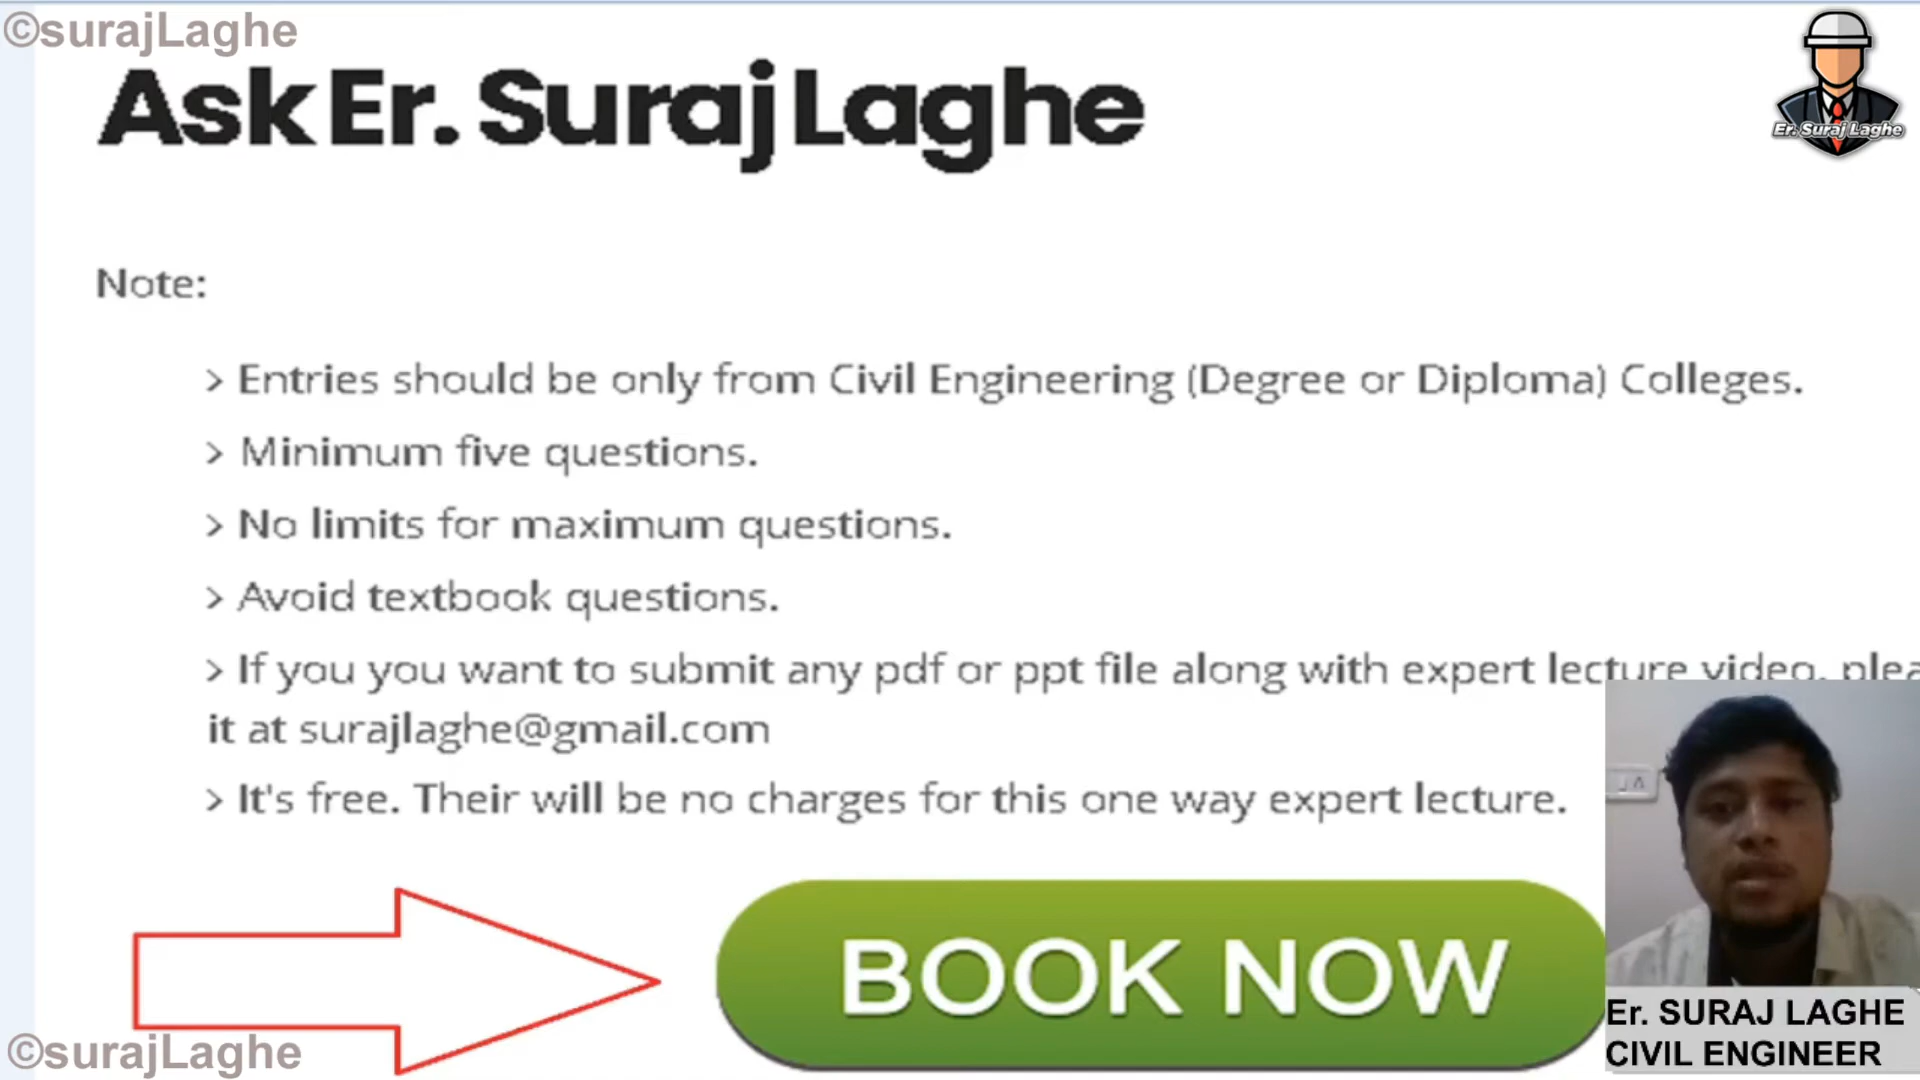 ©surajLaghe
Ask Er. Suraj Laghe
Er. Suraj Laghe
Note:
> Entries should be only from Civil Engineering (Degree or Diploma) Colleges.
> Minimum five questions.
> No limits for maximum questions.
> Avoid textbook questions.
> If you you want to submit any pdf or ppt file along with expert lecture video,
it at surajlaghe@gmail.com
> It's free. Their will be no charges for this one way expert lecture.
BOOK NOW
Er. SURAJ LAGHE
CIVIL ENGINEER
©surajLaghe